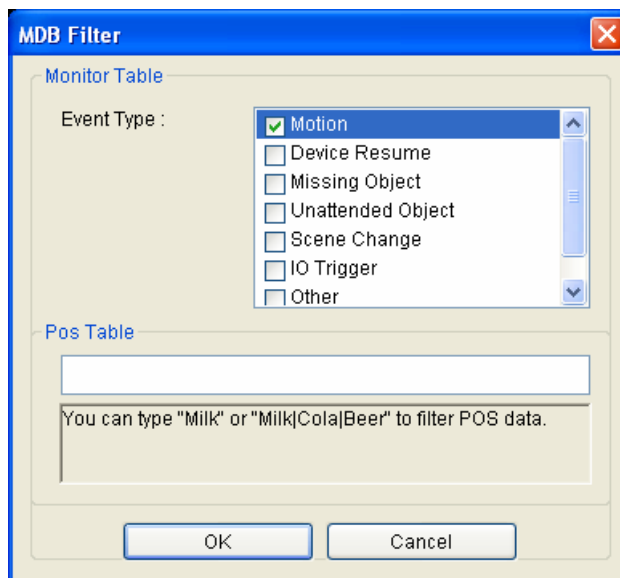 MDB Filter
Monitor Table
Event Type :
Motion
Device Resume
Missing Object
Unattended Object
Scene Change
IO Trigger
Other
Pos Table
You can type "Milk" or "Milk|Cola|Beer" to filter POS data.
OK
Cancel